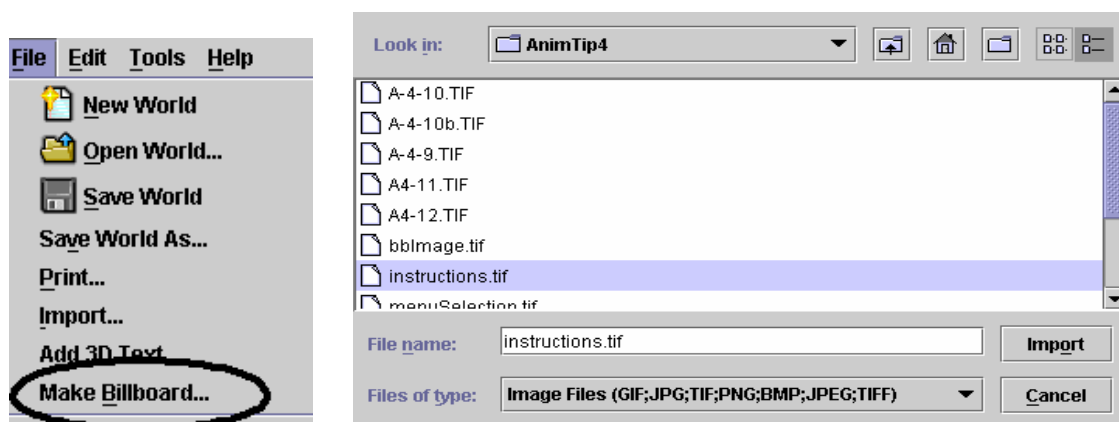 File Edit Tools Help
New World
Open World...
Save World
Save World As...
Print...
Import...
Add 3D Text
Make Billboard...
Look in: AnimTip4
A-4-10.TIF
A-4-10b.TIF
A-4-9.TIF
A4-11.TIF
A4-12.TIF
bbImage.tif
instructions.tif
menuSelection.tif
File name: instructions.tif Import
Files of type: Image Files (GIF;JPG;TIF;PNG;BMP;JPEG;TIFF) Cancel